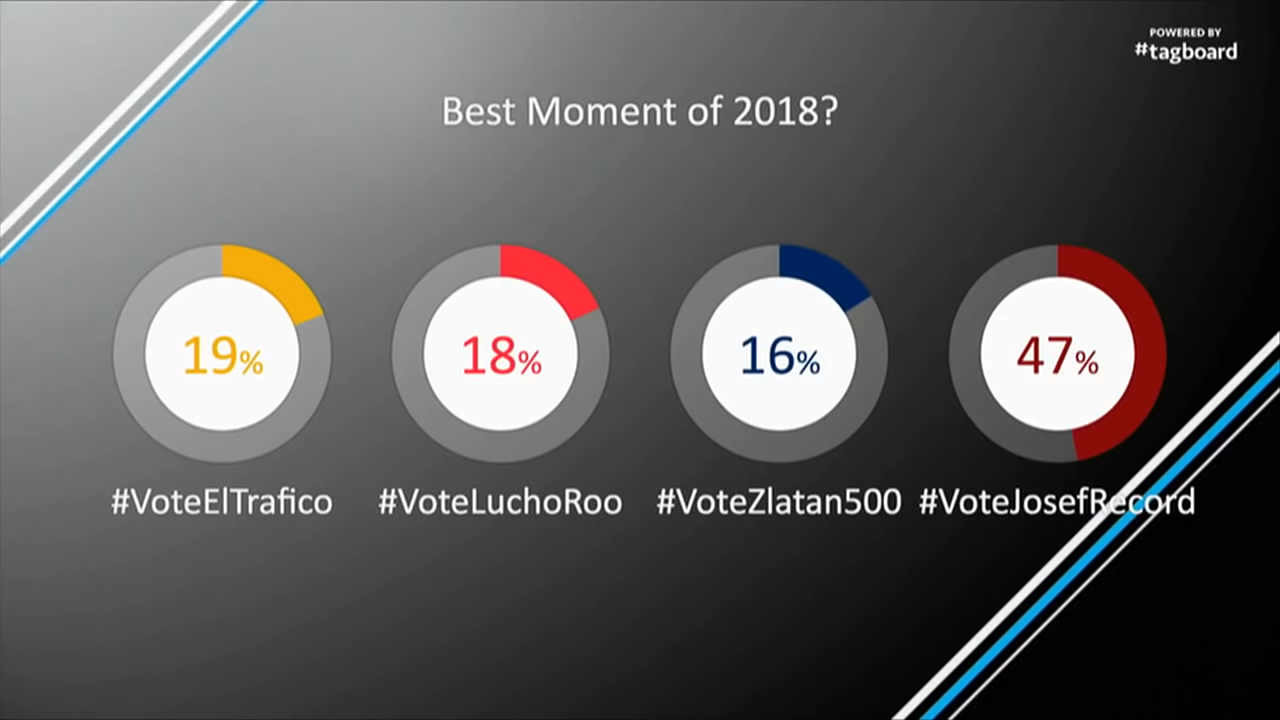 POWERED BY
#tagboard
Best Moment of 2018?
19%
18%
16%
47%
#VoteElTrafico
#VoteLuchoRoo
#VoteZlatan500
#VoteJosefRecord